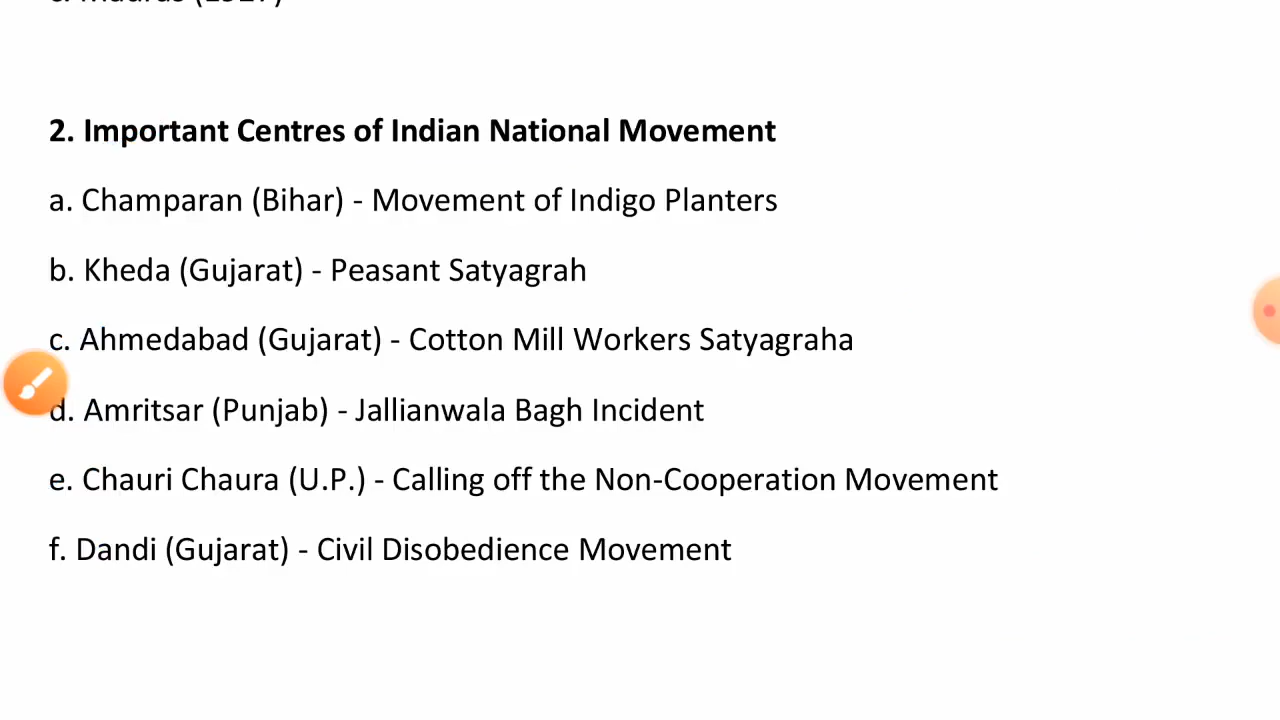 2. Important Centres of Indian National Movement
a. Champaran (Bihar) - Movement of Indigo Planters
b. Kheda (Gujarat) - Peasant Satyagrah
c. Ahmedabad (Gujarat) - Cotton Mill Workers Satyagraha
d. Amritsar (Punjab) - Jallianwala Bagh Incident
e. Chauri Chaura (U.P.) - Calling off the Non-Cooperation Movement
f. Dandi (Gujarat) - Civil Disobedience Movement